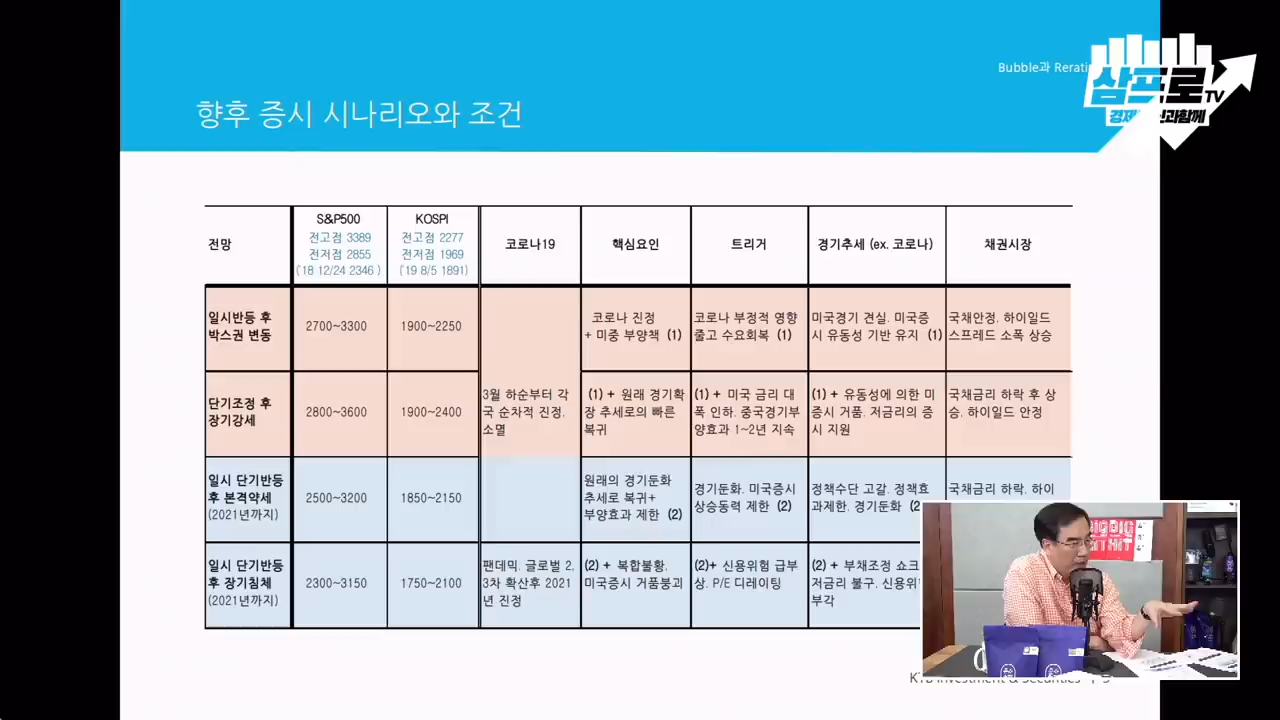 Bubble과 Rerati
삼프로TV
향후 증시 시나리오와 조건
전망
S&P500
전고점 3389
전저점 2855
('18 12/24 2346 )
KOSPI
전고점 2277
전저점 1969
('19 8/5 1891)
코로나19
핵심요인
트리거
경기추세 (ex. 코로나)
채권시장
일시반등 후
박스권 변동
2700~3300
1900~2250
코로나 진정
+ 미중 부양책 (1)
코로나 부정적 영향
줄고 수요회복 (1)
미국경기 견실. 미국증
시 유동성 기반 유지 (1)
국채안정. 하이일드
스프레드 소폭 상승
단기조정 후
장기강세
2800~3600
1900~2400
3월 하순부터 각
국 순차적 진정.
소멸
(1) + 원래 경기확
장 추세로의 빠른
복귀
(1) + 미국 금리 대
폭 인하. 중국경기부
양효과 1~2년 지속
(1) + 유동성에 의한 미
증시 거품. 저금리의 증
시 지원
국채금리 하락 후 상
승. 하이일드 안정
일시 단기반등
후 본격약세
(2021년까지)
2500~3200
1850~2150
원래의 경기둔화
추세로 복귀+
부양효과 제한 (2)
경기둔화. 미국증시
상승동력 제한 (2)
정책수단 고갈. 정책효
과제한. 경기둔화 (2
국채금리 하락. 하이
일시 단기반등
후 장기침체
(2021년까지)
2300~3150
1750~2100
팬데믹. 글로벌 2,
3차 확산후 2021
년 진정
(2) + 복합불황.
미국증시 거품붕괴
(2)+ 신용위험 급부
상. P/E 디레이팅
(2) + 부채조정 쇼크
저금리 불구. 신용위
부각